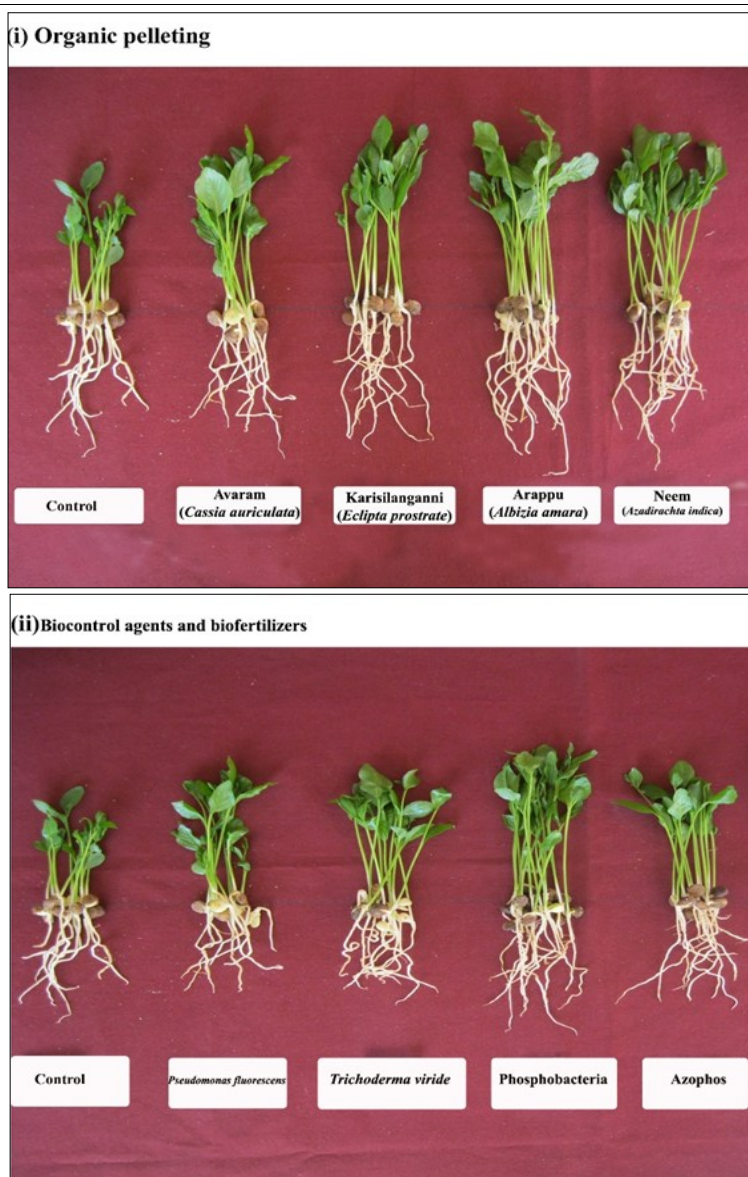 (i) Organic pelleting
Control
Avaram
(Cassia auriculata)
Karisilanganni
(Eclipta prostrate)
Arappu
(Albizia amara)
Neem
(Azadirachta indica)
(ii)Biocontrol agents and biofertilizers
Control
Pseudomonas fluorescens
Trichoderma viride
Phosphobacteria
Azophos